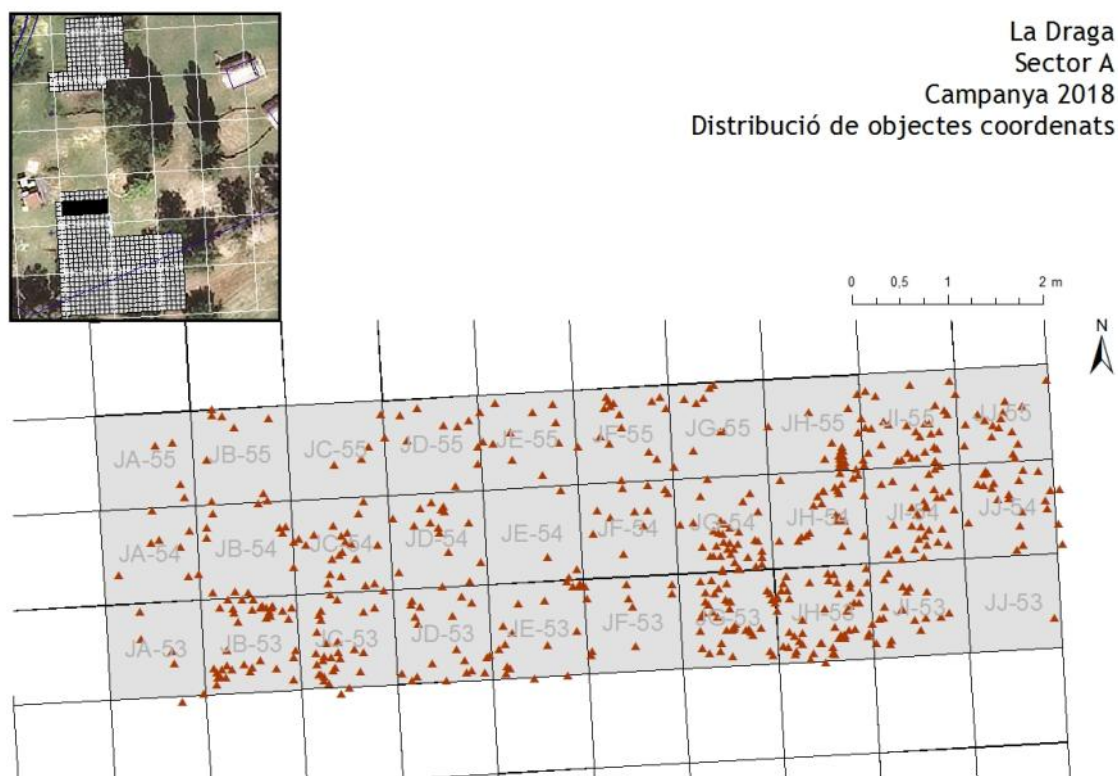 La Draga
Sector A
Campanya 2018
Distribució de objectes coordenats
0 0,5 1 2 m
N
JA-55 JB-55 JC-55 JD-55 JE-55 JF-55 JG-55 JH-55 JI-55 JJ-55
JA-54 JB-54 JC-54 JD-54 JE-54 JF-54 JG-54 JH-54 JI-54 JJ-54
JA-53 JB-53 JC-53 JD-53 JE-53 JF-53 JG-53 JH-53 JI-53 JJ-53